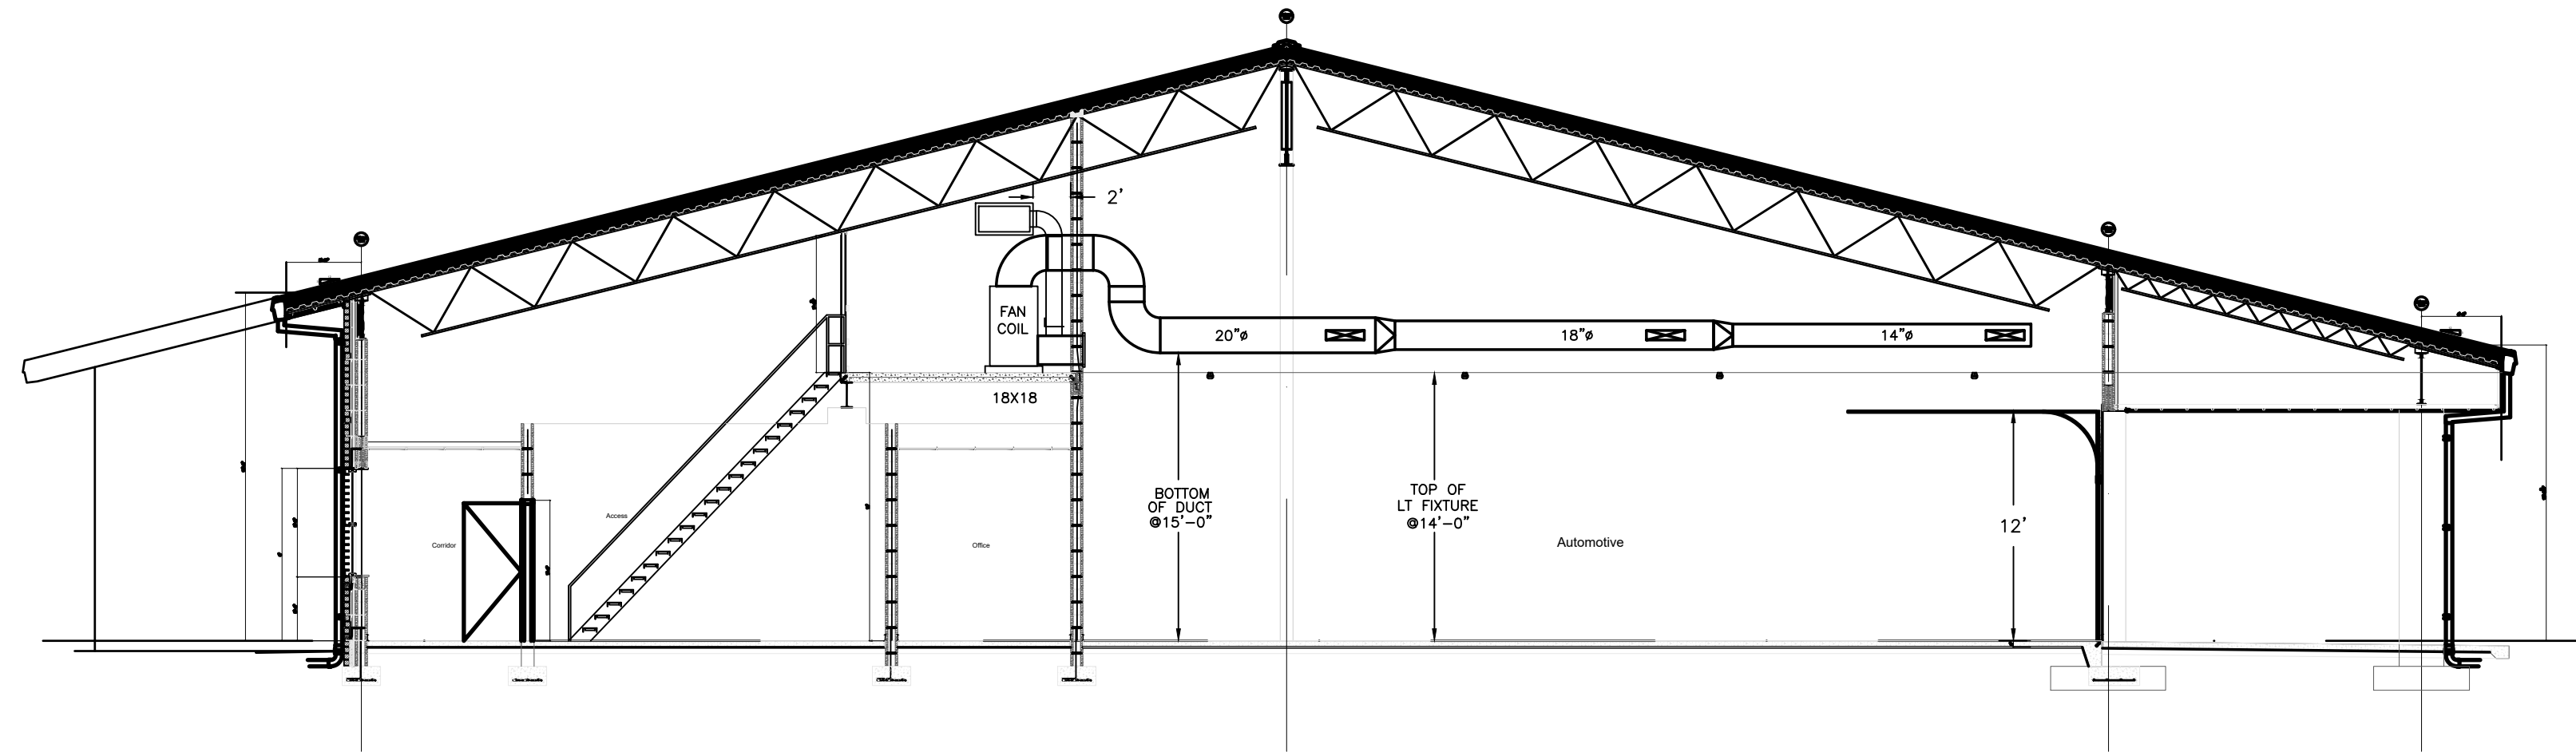 2'
FAN
COIL
20"ø
18"ø
14"ø
18X18
BOTTOM
OF DUCT
@15'-0"
TOP OF
LT FIXTURE
@14'-0"
12'
Access
Corridor
Office
Automotive